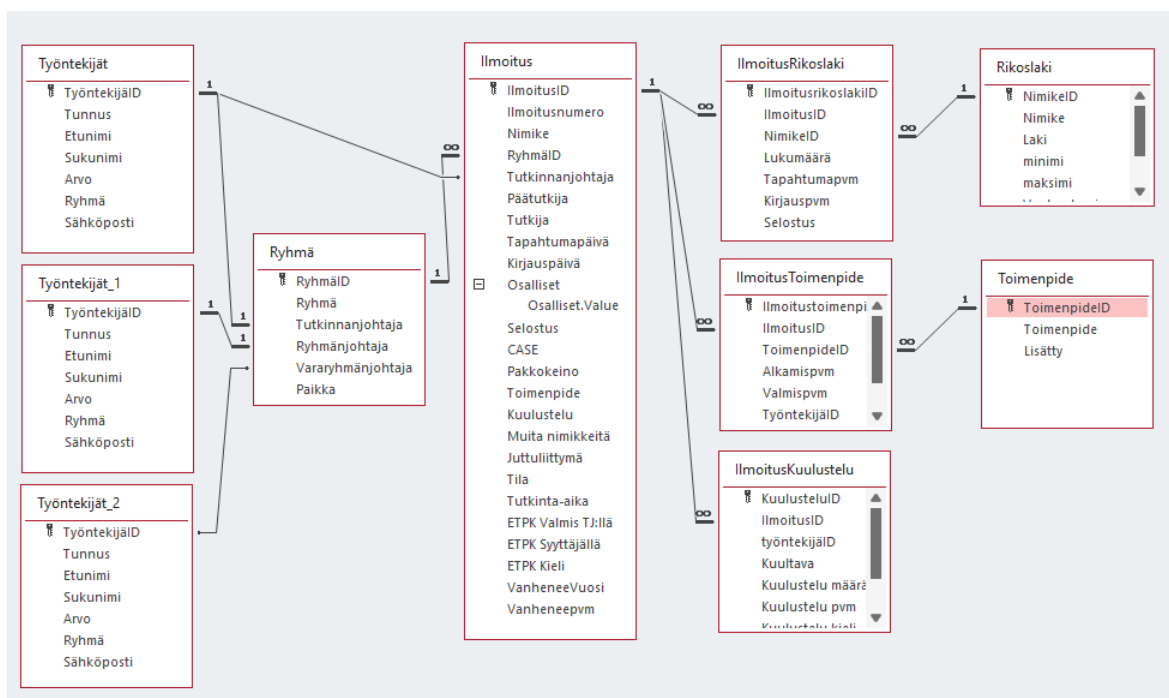 Työntekijät
TyöntekijäID
Tunnus
Etunimi
Sukunimi
Arvo
Ryhmä
Sähköposti
1
Työntekijät_1
TyöntekijäID
Tunnus
Etunimi
Sukunimi
Arvo
Ryhmä
Sähköposti
1
Työntekijät_2
TyöntekijäID
Tunnus
Etunimi
Sukunimi
Arvo
Ryhmä
Sähköposti
Ryhmä
RyhmäID
Ryhmä
Tutkinnanjohtaja
Ryhmänjohtaja
Vararyhmänjohtaja
Paikka
1
1
1
∞
Ilmoitus
IlmoitusID
Ilmoitusnumero
Nimike
RyhmäID
Tutkinnanjohtaja
Päätutkija
Tutkija
Tapahtumapäivä
Kirjauspäivä
Osalliset
Osalliset.Value
Selostus
CASE
Pakkokeino
Toimenpide
Kuulustelu
Muita nimikkeitä
Juttuliittymä
Tila
Tutkinta-aika
ETPK Valmis TJ:llä
ETPK Syyttäjällä
ETPK Kieli
VanheneeVuosi
Vanheneepvm
1
∞
∞
∞
IlmoitusRikoslaki
IlmoitusrikoslakiID
IlmoitusID
NimikeID
Lukumäärä
Tapahtumapvm
Kirjauspvm
Selostus
∞
1
Rikoslaki
NimikeID
Nimike
Laki
minimi
maksimi
IlmoitusToimenpide
Ilmoitustoimenpi
IlmoitusID
ToimenpideID
Alkamispvm
Valmispvm
TyöntekijäID
∞
1
Toimenpide
ToimenpideID
Toimenpide
Lisätty
IlmoitusKuulustelu
KuulusteluID
IlmoitusID
työntekijäID
Kuultava
Kuulustelu määrä
Kuulustelu pvm
Kuulustelu kieli